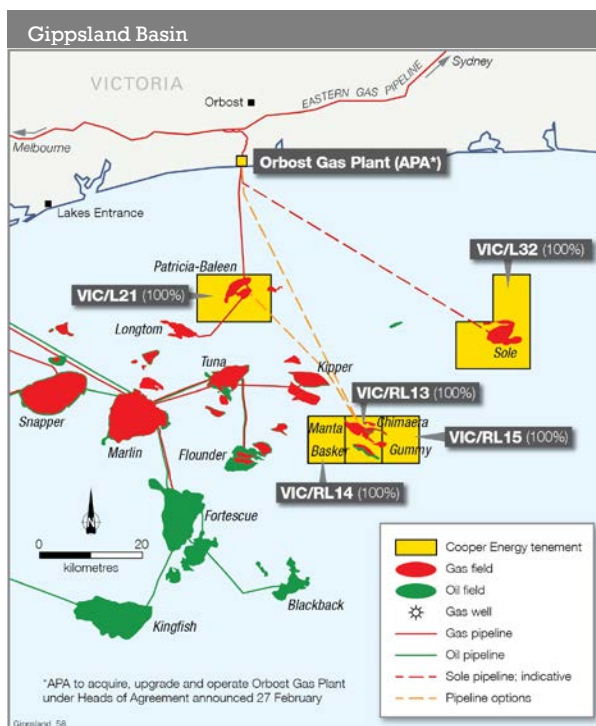 Gippsland Basin
VICTORIA
Orbost
EASTERN GAS PIPELINE
Sydney
Melbourne
Orbost Gas Plant (APA*)
Lakes Entrance
VIC/L32 (100%)
Patricia-Baleen
VIC/L21 (100%)
Longtom
Sole
Tuna
Kipper
VIC/RL13 (100%)
Snapper
Marlin
Manta
Chimaera
VIC/RL15 (100%)
Flounder
Basker
Gummy
VIC/RL14 (100%)
Fortescue
N
0 20
kilometres
Blackback
Kingfish
Cooper Energy tenement
Gas field
Oil field
Gas well
Gas pipeline
Oil pipeline
Sole pipeline; indicative
Pipeline options
*APA to acquire, upgrade and operate Orbost Gas Plant
under Heads of Agreement announced 27 February
Gippsland_58